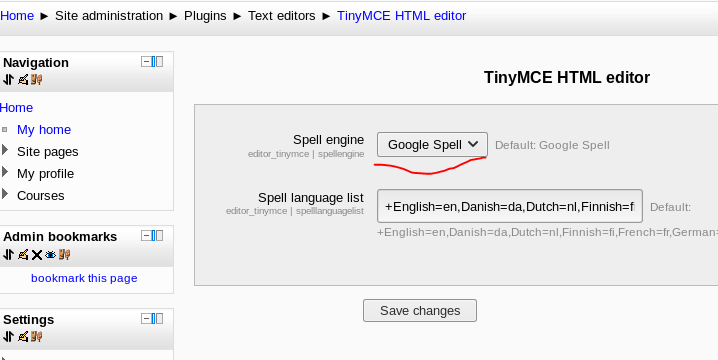 Home ► Site administration ► Plugins ► Text editors ► TinyMCE HTML editor
Navigation
Home
My home
Site pages
My profile
Courses
Admin bookmarks
bookmark this page
Settings
TinyMCE HTML editor
Spell engine
editor_tinymce | spellengine
Google Spell
Default: Google Spell
Spell language list
editor_tinymce | spelllanguagelist
+English=en,Danish=da,Dutch=nl,Finnish=f
Default:
+English=en,Danish=da,Dutch=nl,Finnish=fi,French=fr,German=
Save changes